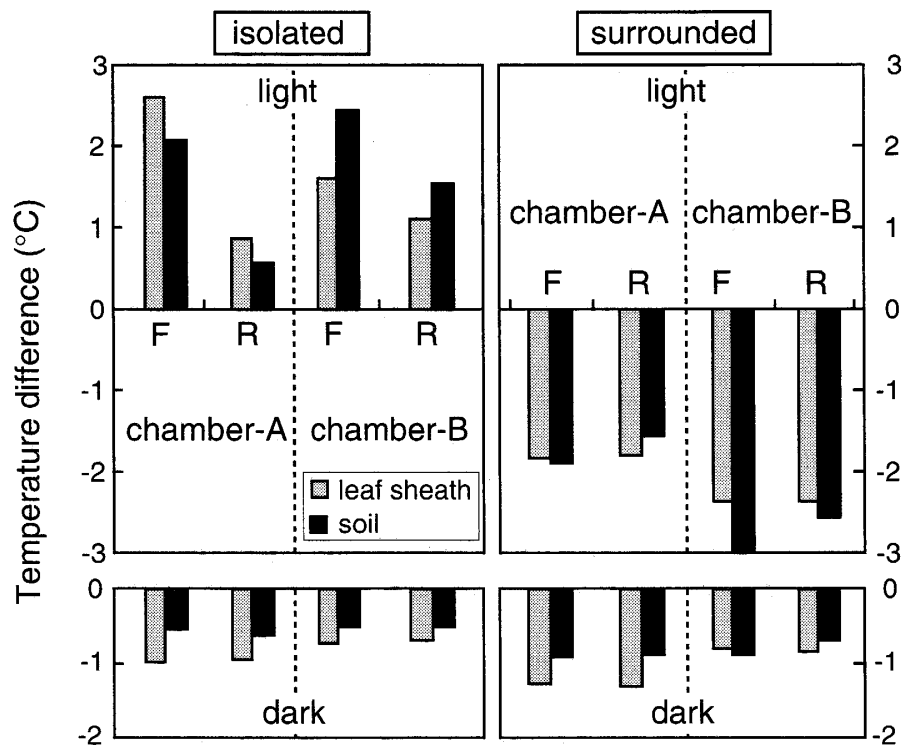 isolated
surrounded
Temperature difference (°C)
3
2
1
0
-1
-2
-3
light
F R F R
chamber-A chamber-B
leaf sheath
soil
light
chamber-A chamber-B
F R F R
3
2
1
0
-1
-2
-3
0
-1
-2
dark
dark
0
-1
-2